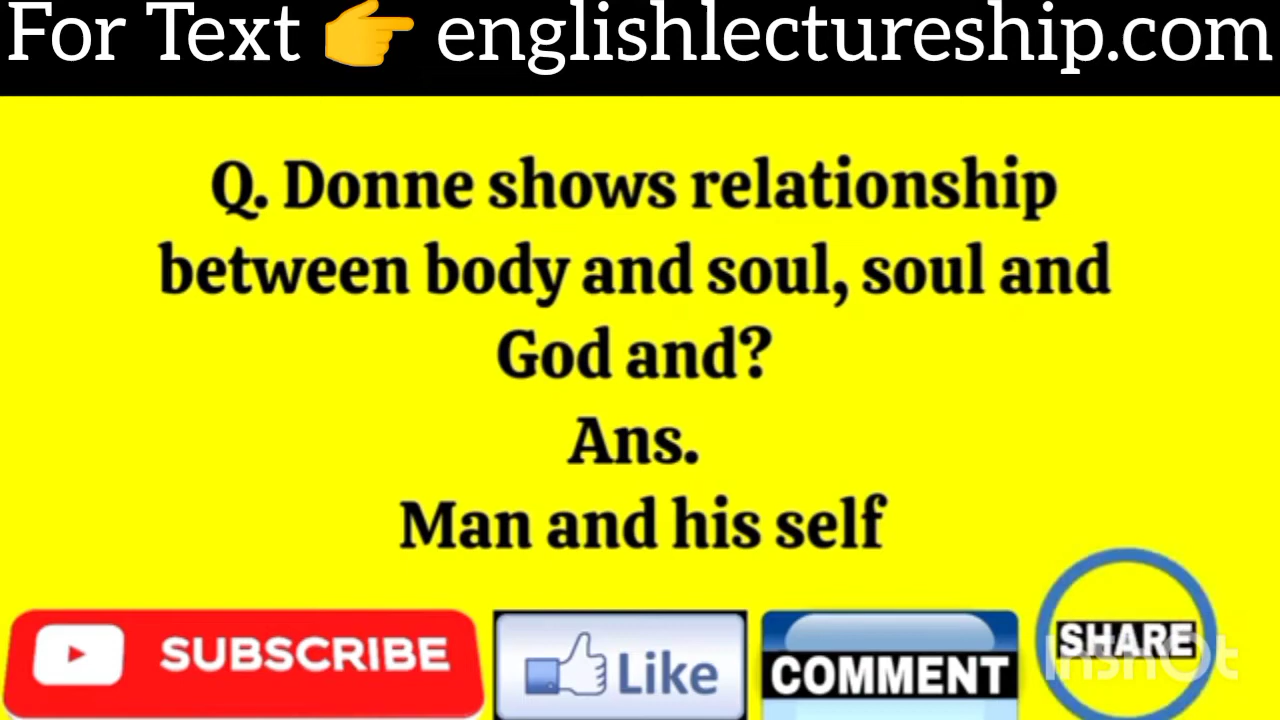 For Text 👉 englishlectureship.com
Q. Donne shows relationship
between body and soul, soul and
God and?
Ans.
Man and his self
SUBSCRIBE
Like
COMMENT
SHARE
InShOt